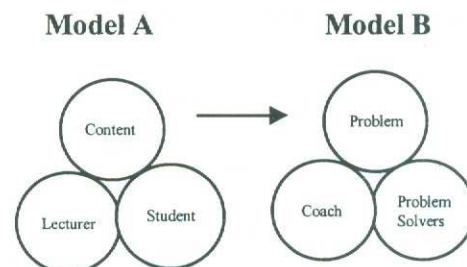 Model A
Model B
Content
Lecturer
Student
Problem
Coach
Problem
Solvers